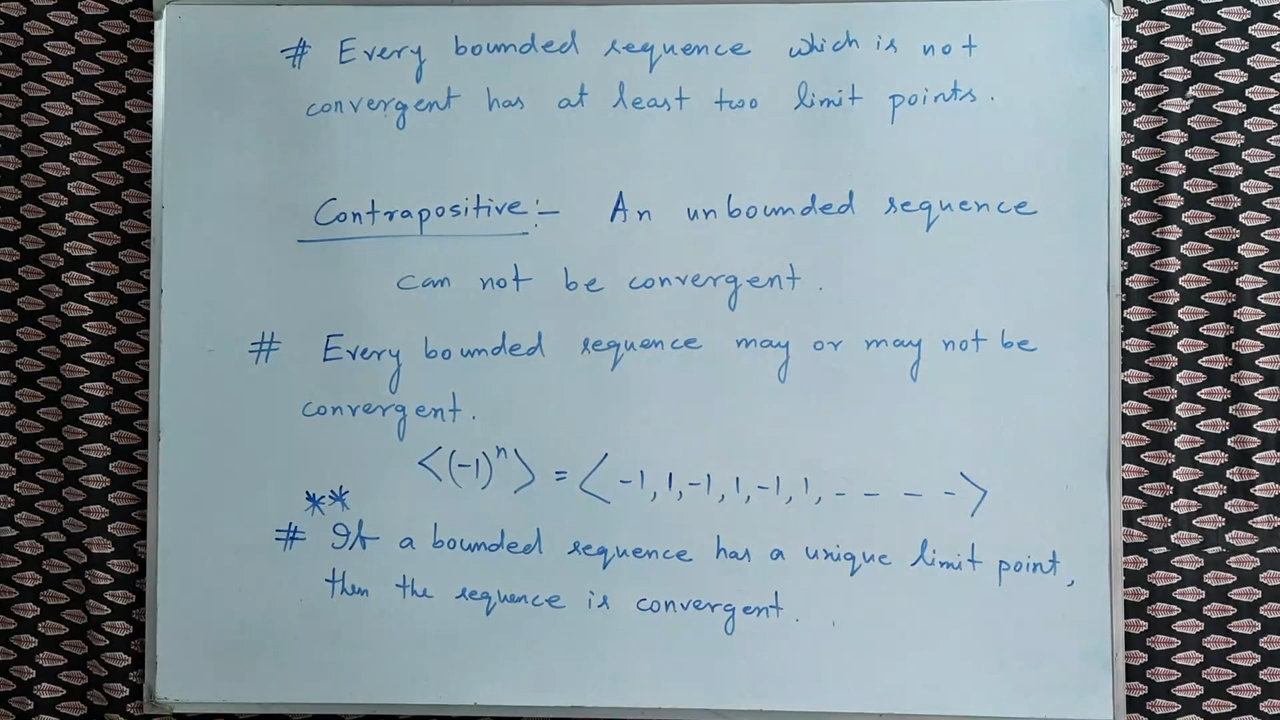 # Every bounded sequence which is not
convergent has at least two limit points.
Contrapositive:- An unbounded sequence
can not be convergent.
# Every bounded sequence may or may not be
convergent.
<(-1)^n> = <-1, 1, -1, 1, -1, 1, - - - ->
**
# If a bounded sequence has a unique limit point,
then the sequence is convergent.